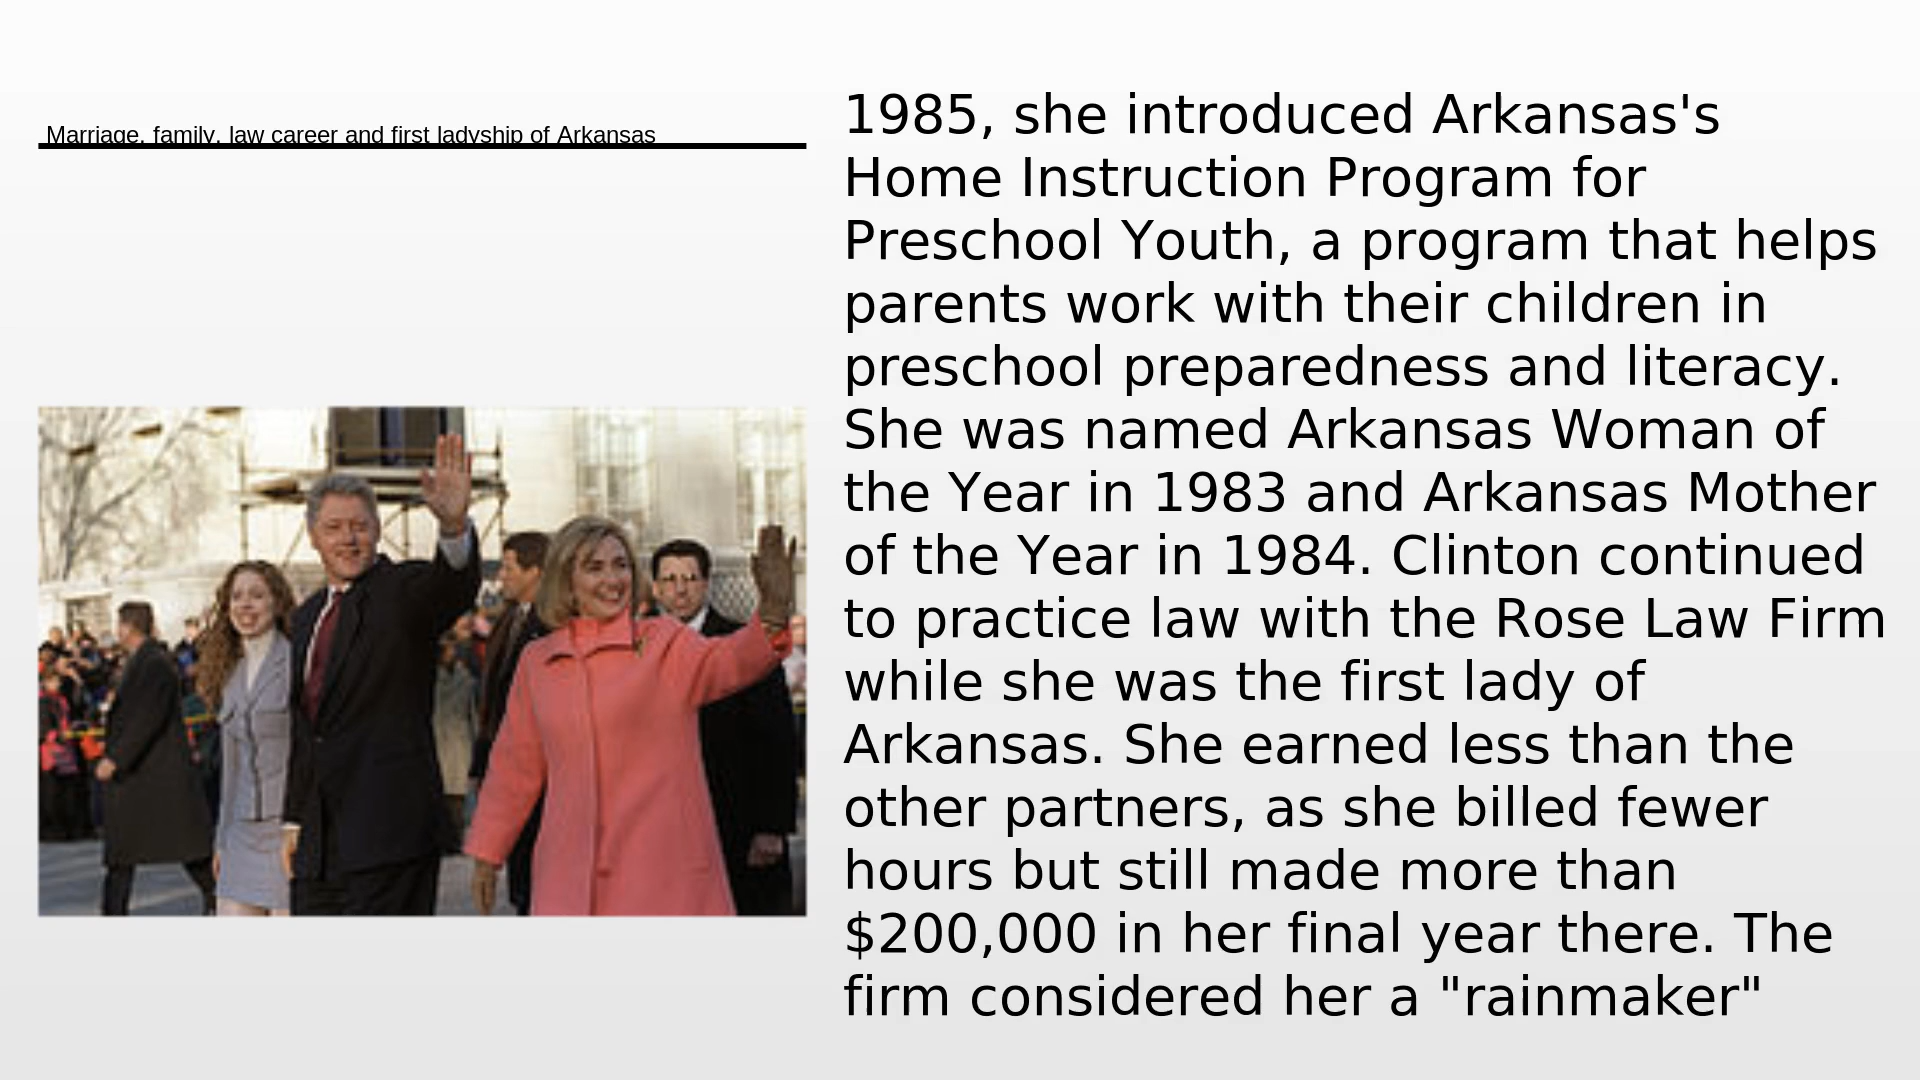 Marriage, family, law career and first ladyship of Arkansas
1985, she introduced Arkansas's
Home Instruction Program for
Preschool Youth, a program that helps
parents work with their children in
preschool preparedness and literacy.
She was named Arkansas Woman of
the Year in 1983 and Arkansas Mother
of the Year in 1984. Clinton continued
to practice law with the Rose Law Firm
while she was the first lady of
Arkansas. She earned less than the
other partners, as she billed fewer
hours but still made more than
$200,000 in her final year there. The
firm considered her a "rainmaker"